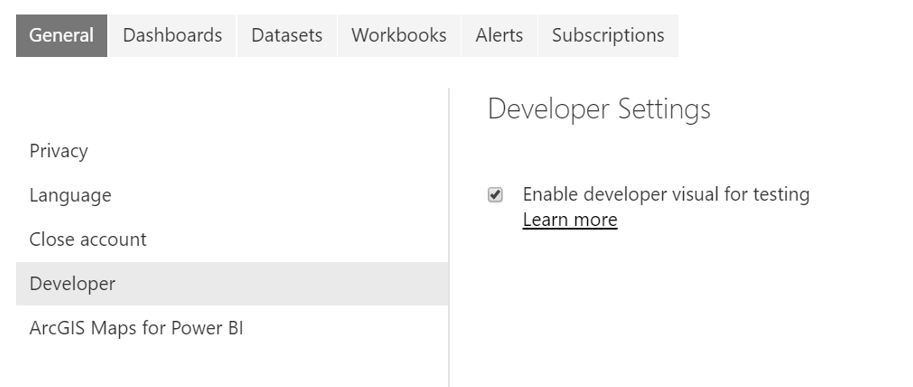 General Dashboards Datasets Workbooks Alerts Subscriptions
Privacy
Language
Close account
Developer
ArcGIS Maps for Power BI
Developer Settings
Enable developer visual for testing
Learn more